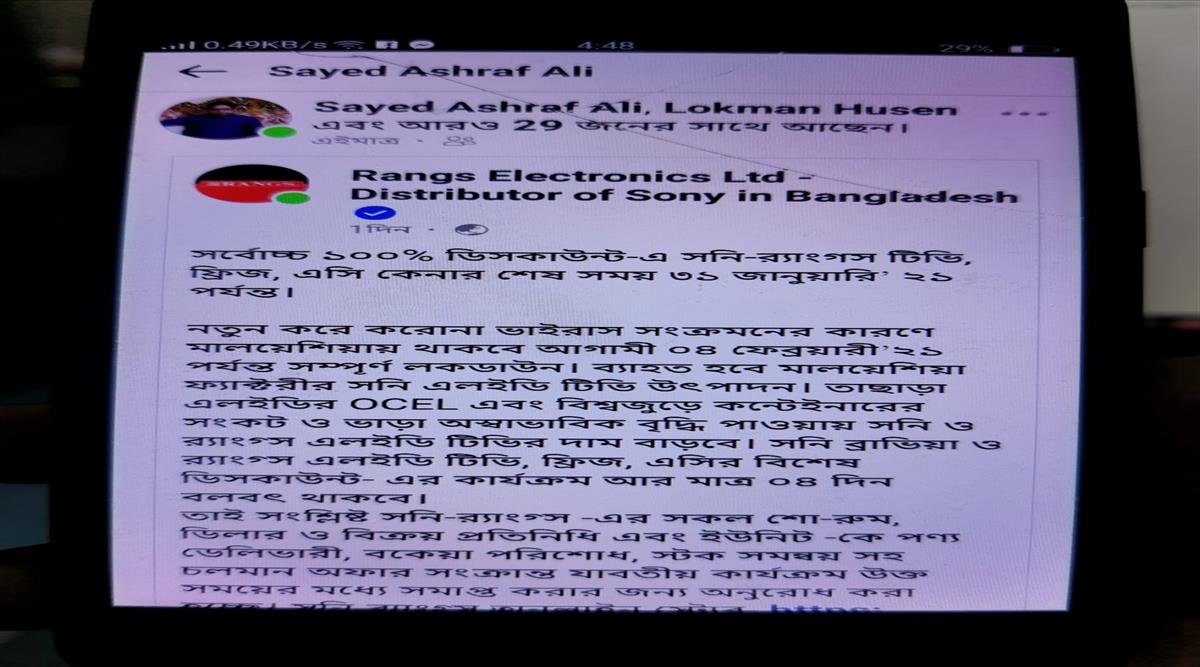 0.49KB/s 4:48 29%
Sayed Ashraf Ali
Sayed Ashraf Ali, Lokman Husen
এবং আরও 29 জনের সাথে আছেন।
এইমাত্র ·
RANGS
Rangs Electronics Ltd -
Distributor of Sony in Bangladesh
1দিন ·
সর্বোচ্চ ১০০% ডিসকাউন্ট-এ সনি-র‍্যাংগস টিভি,
ফ্রিজ, এসি কেনার শেষ সময় ৩১ জানুয়ারি' ২১
পর্যন্ত।
নতুন করে করোনা ভাইরাস সংক্রমনের কারণে
মালয়েশিয়ায় থাকবে আগামী ০৪ ফেব্রয়ারী'২১
পর্যন্ত সম্পূর্ণ লকডাউন। ব্যাহত হবে মালয়েশিয়া
ফ্যাক্টরীর সনি এলইডি টিভি উৎপাদন। তাছাড়া
এলইডির OCEL এবং বিশ্বজুড়ে কন্টেইনারের
সংকট ও ভাড়া অস্বাভাবিক বৃদ্ধি পাওয়ায় সনি ও
র‍্যাংগস এলইডি টিভির দাম বাড়বে। সনি ব্রাভিয়া ও
র‍্যাংগস এলইডি টিভি, ফ্রিজ, এসির বিশেষ
ডিসকাউন্ট- এর কার্যক্রম আর মাত্র ০৪ দিন
বলবৎ থাকবে।
তাই সংশ্লিষ্ট সনি-র‍্যাংগস -এর সকল শো-রুম,
ডিলার ও বিক্রয় প্রতিনিধি এবং ইউনিট -কে পণ্য
ডেলিভারী, বকেয়া পরিশোধ, স্টক সমন্বয় সহ
চলমান অফার সংক্রান্ত যাবতীয় কার্যক্রম উক্ত
সময়ের মধ্যে সমাপ্ত করার জন্য অনুরোধ করা